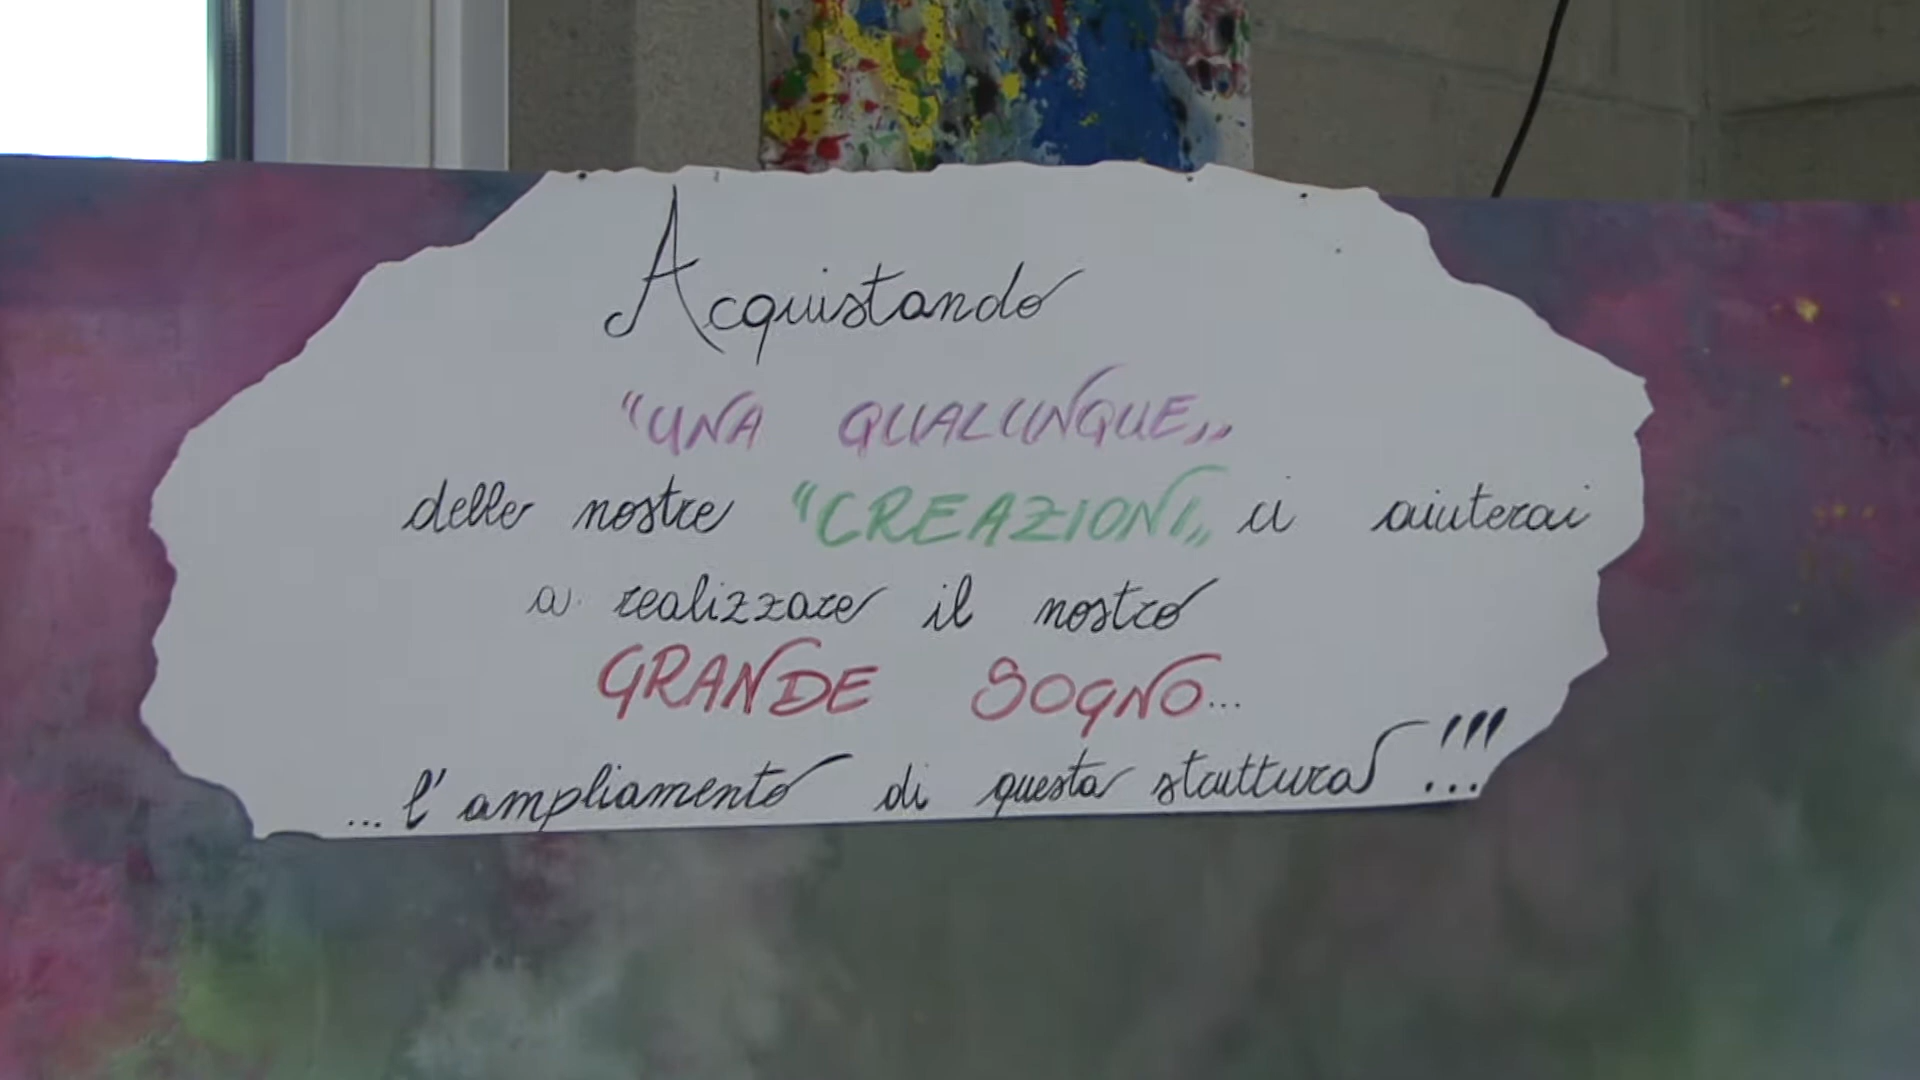 Acquistando
"UNA QUALUNQUE„
delle nostre "CREAZIONI„ ci aiuterai
a realizzare il nostro
GRANDE SOGNO...
... l'ampliamento di questa struttura!!!...